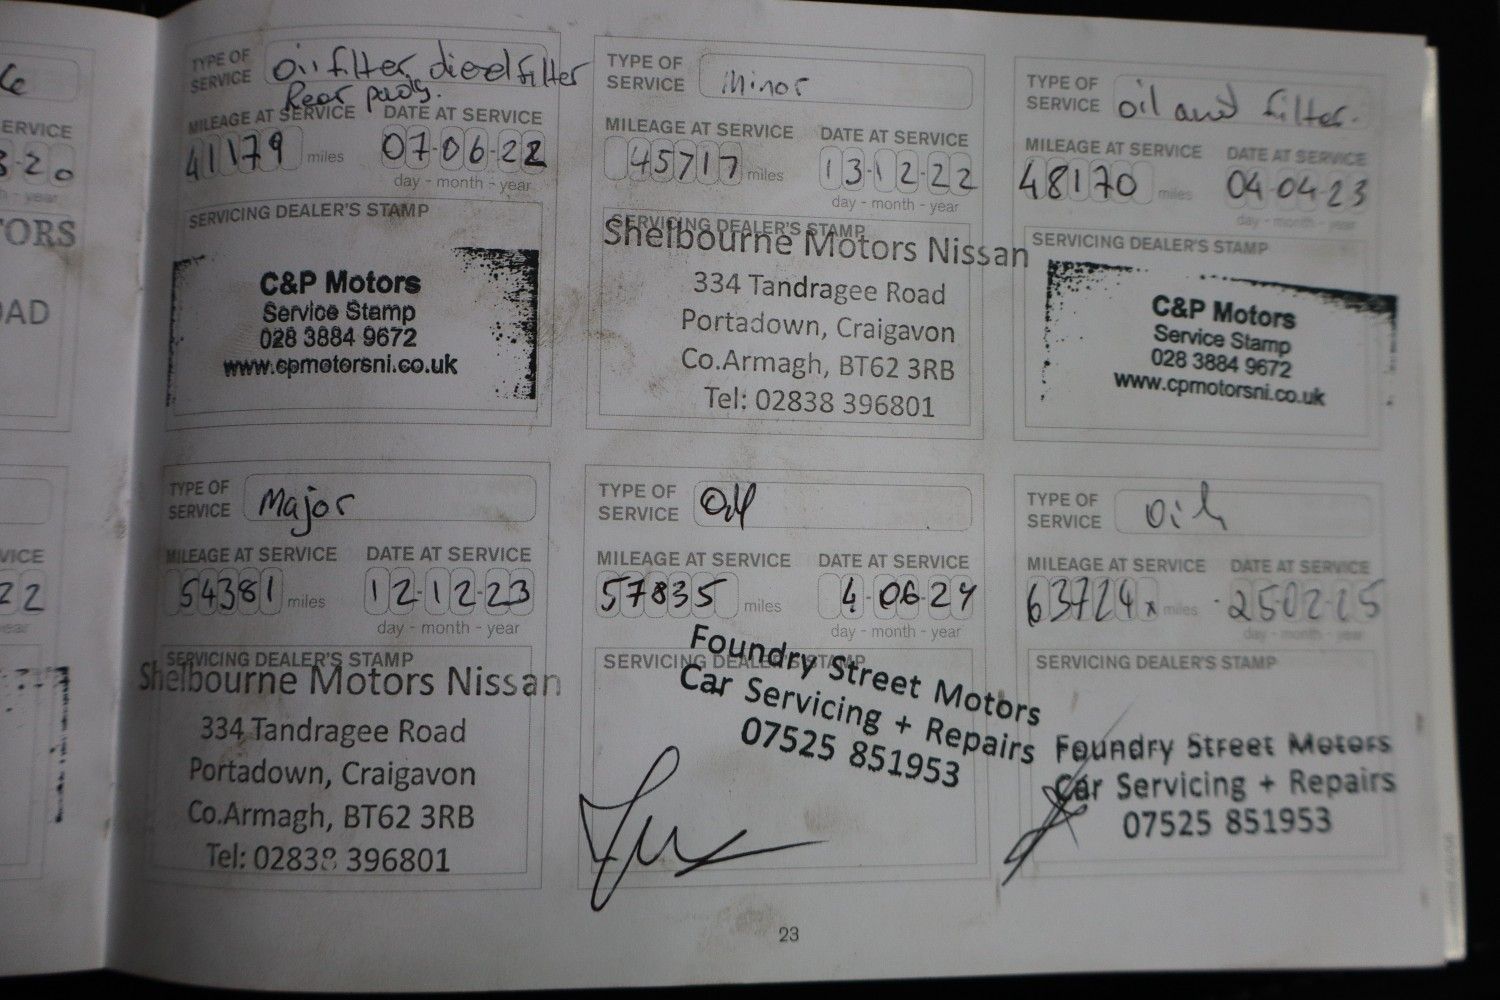 TYPE OF SERVICE oil filter, diesel filter
Rear pads.
MILEAGE AT SERVICE DATE AT SERVICE
41179 miles 07-06-22
day - month - year
SERVICING DEALER'S STAMP
C&P Motors
Service Stamp
028 3884 9672
www.cpmotorsni.co.uk
TYPE OF SERVICE Minor
MILEAGE AT SERVICE DATE AT SERVICE
45717 miles 13-12-22
day - month - year
SERVICING DEALER'S STAMP
Shelbourne Motors Nissan
334 Tandragee Road
Portadown, Craigavon
Co.Armagh, BT62 3RB
Tel: 02838 396801
TYPE OF SERVICE oil and filter.
MILEAGE AT SERVICE DATE AT SERVICE
48170 miles 04-04-23
day - month - year
SERVICING DEALER'S STAMP
C&P Motors
Service Stamp
028 3884 9672
www.cpmotorsni.co.uk
TYPE OF SERVICE Major
MILEAGE AT SERVICE DATE AT SERVICE
54381 miles 12-12-23
day - month - year
SERVICING DEALER'S STAMP
Shelbourne Motors Nissan
334 Tandragee Road
Portadown, Craigavon
Co.Armagh, BT62 3RB
Tel: 02838 396801
TYPE OF SERVICE Oil
MILEAGE AT SERVICE DATE AT SERVICE
57835 miles 4-06-24
day - month - year
SERVICING DEALER'S STAMP
Foundry Street Motors
Car Servicing + Repairs
07525 851953
TYPE OF SERVICE Oil
MILEAGE AT SERVICE DATE AT SERVICE
63724 miles 25-02-25
day - month - year
SERVICING DEALER'S STAMP
Foundry Street Motors
Car Servicing + Repairs
07525 851953
23